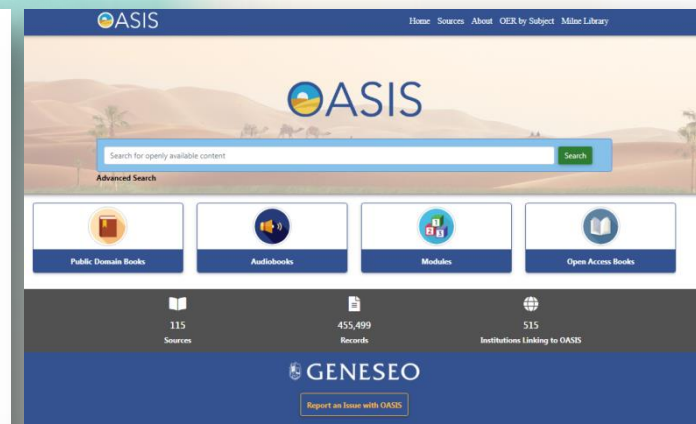 OASIS
Home Sources About OER by Subject Milne Library
OASIS
Search for openly available content Search
Advanced Search
Public Domain Books Audiobooks Modules Open Access Books
115 455,499 515
Sources Records Institutions Linking to OASIS
GENESEO
Report an Issue with OASIS